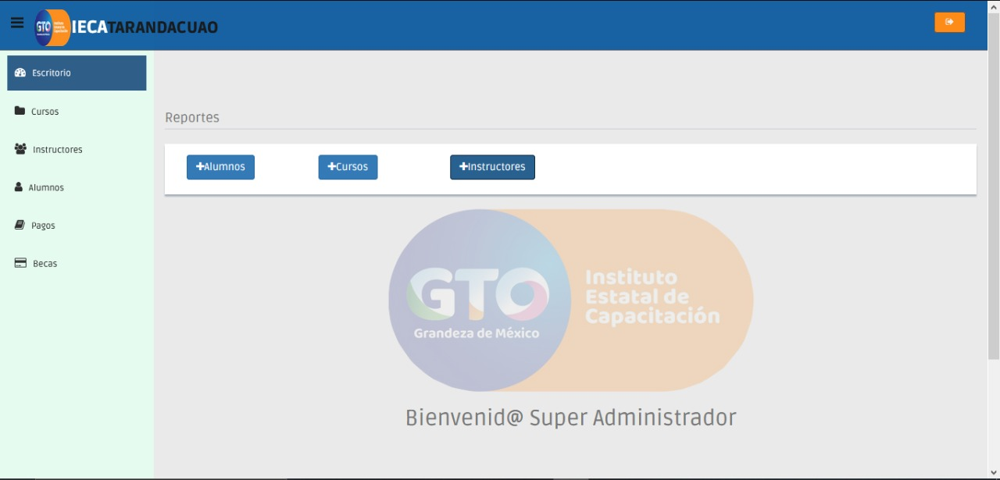 GTO
IECATARANDACUAO
Escritorio
Cursos
Instructores
Alumnos
Pagos
Becas
Reportes
+Alumnos
+Cursos
+Instructores
GTO
Grandeza de México
Instituto
Estatal de
Capacitación
Bienvenid@ Super Administrador